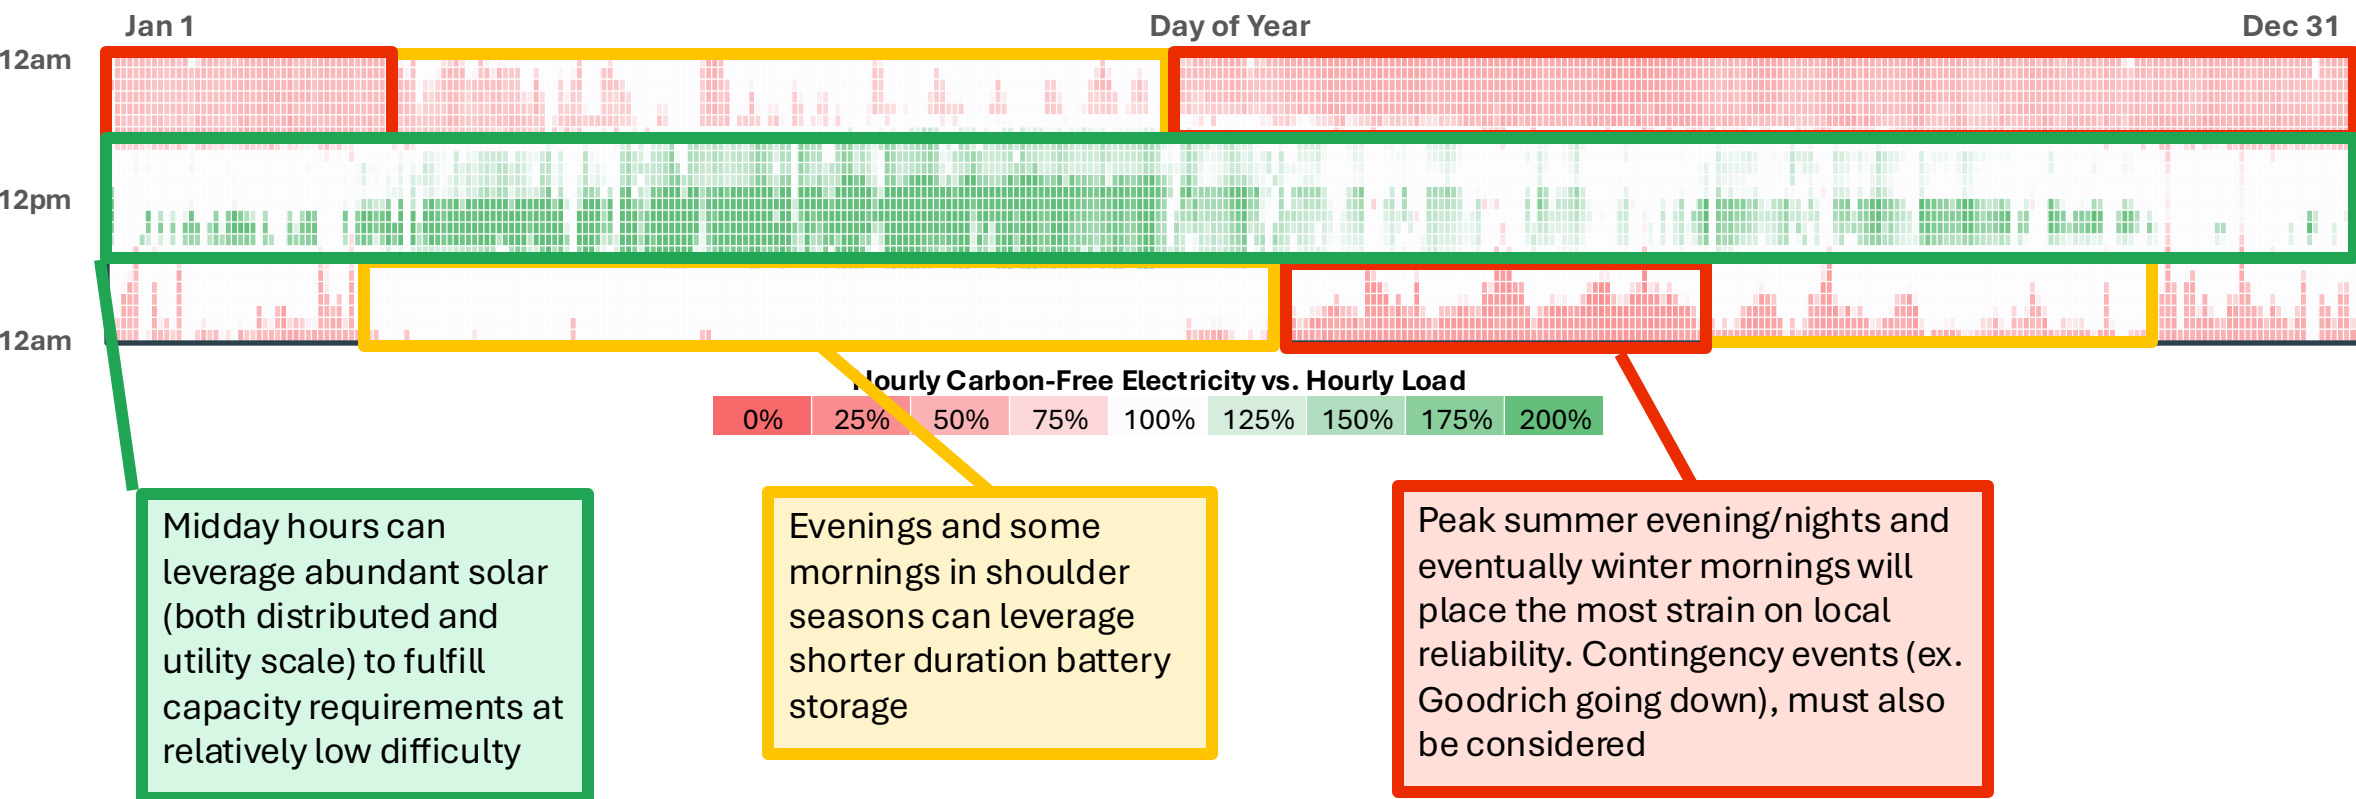 Jan 1
Day of Year
Dec 31
12am
12pm
12am
Hourly Carbon-Free Electricity vs. Hourly Load
0% 25% 50% 75% 100% 125% 150% 175% 200%
Midday hours can
leverage abundant solar
(both distributed and
utility scale) to fulfill
capacity requirements at
relatively low difficulty
Evenings and some
mornings in shoulder
seasons can leverage
shorter duration battery
storage
Peak summer evening/nights and
eventually winter mornings will
place the most strain on local
reliability. Contingency events (ex.
Goodrich going down), must also
be considered